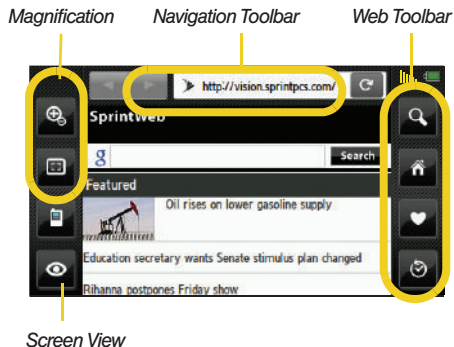 Magnification Navigation Toolbar Web Toolbar
http://vision.sprintpcs.com/
SprintWeb
g Search
Featured
Oil rises on lower gasoline supply
Education secretary wants Senate stimulus plan changed
Rihanna postpones Friday show
Screen View